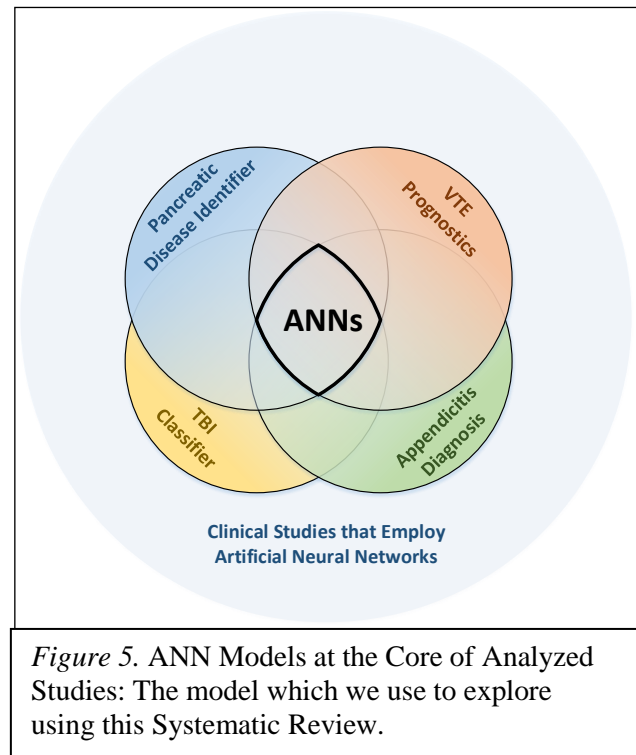 Pancreatic
Disease Identifier
VTE
Prognostics
ANNs
TBI
Classifier
Appendicitis
Diagnosis
Clinical Studies that Employ
Artificial Neural Networks
Figure 5. ANN Models at the Core of Analyzed
Studies: The model which we use to explore
using this Systematic Review.